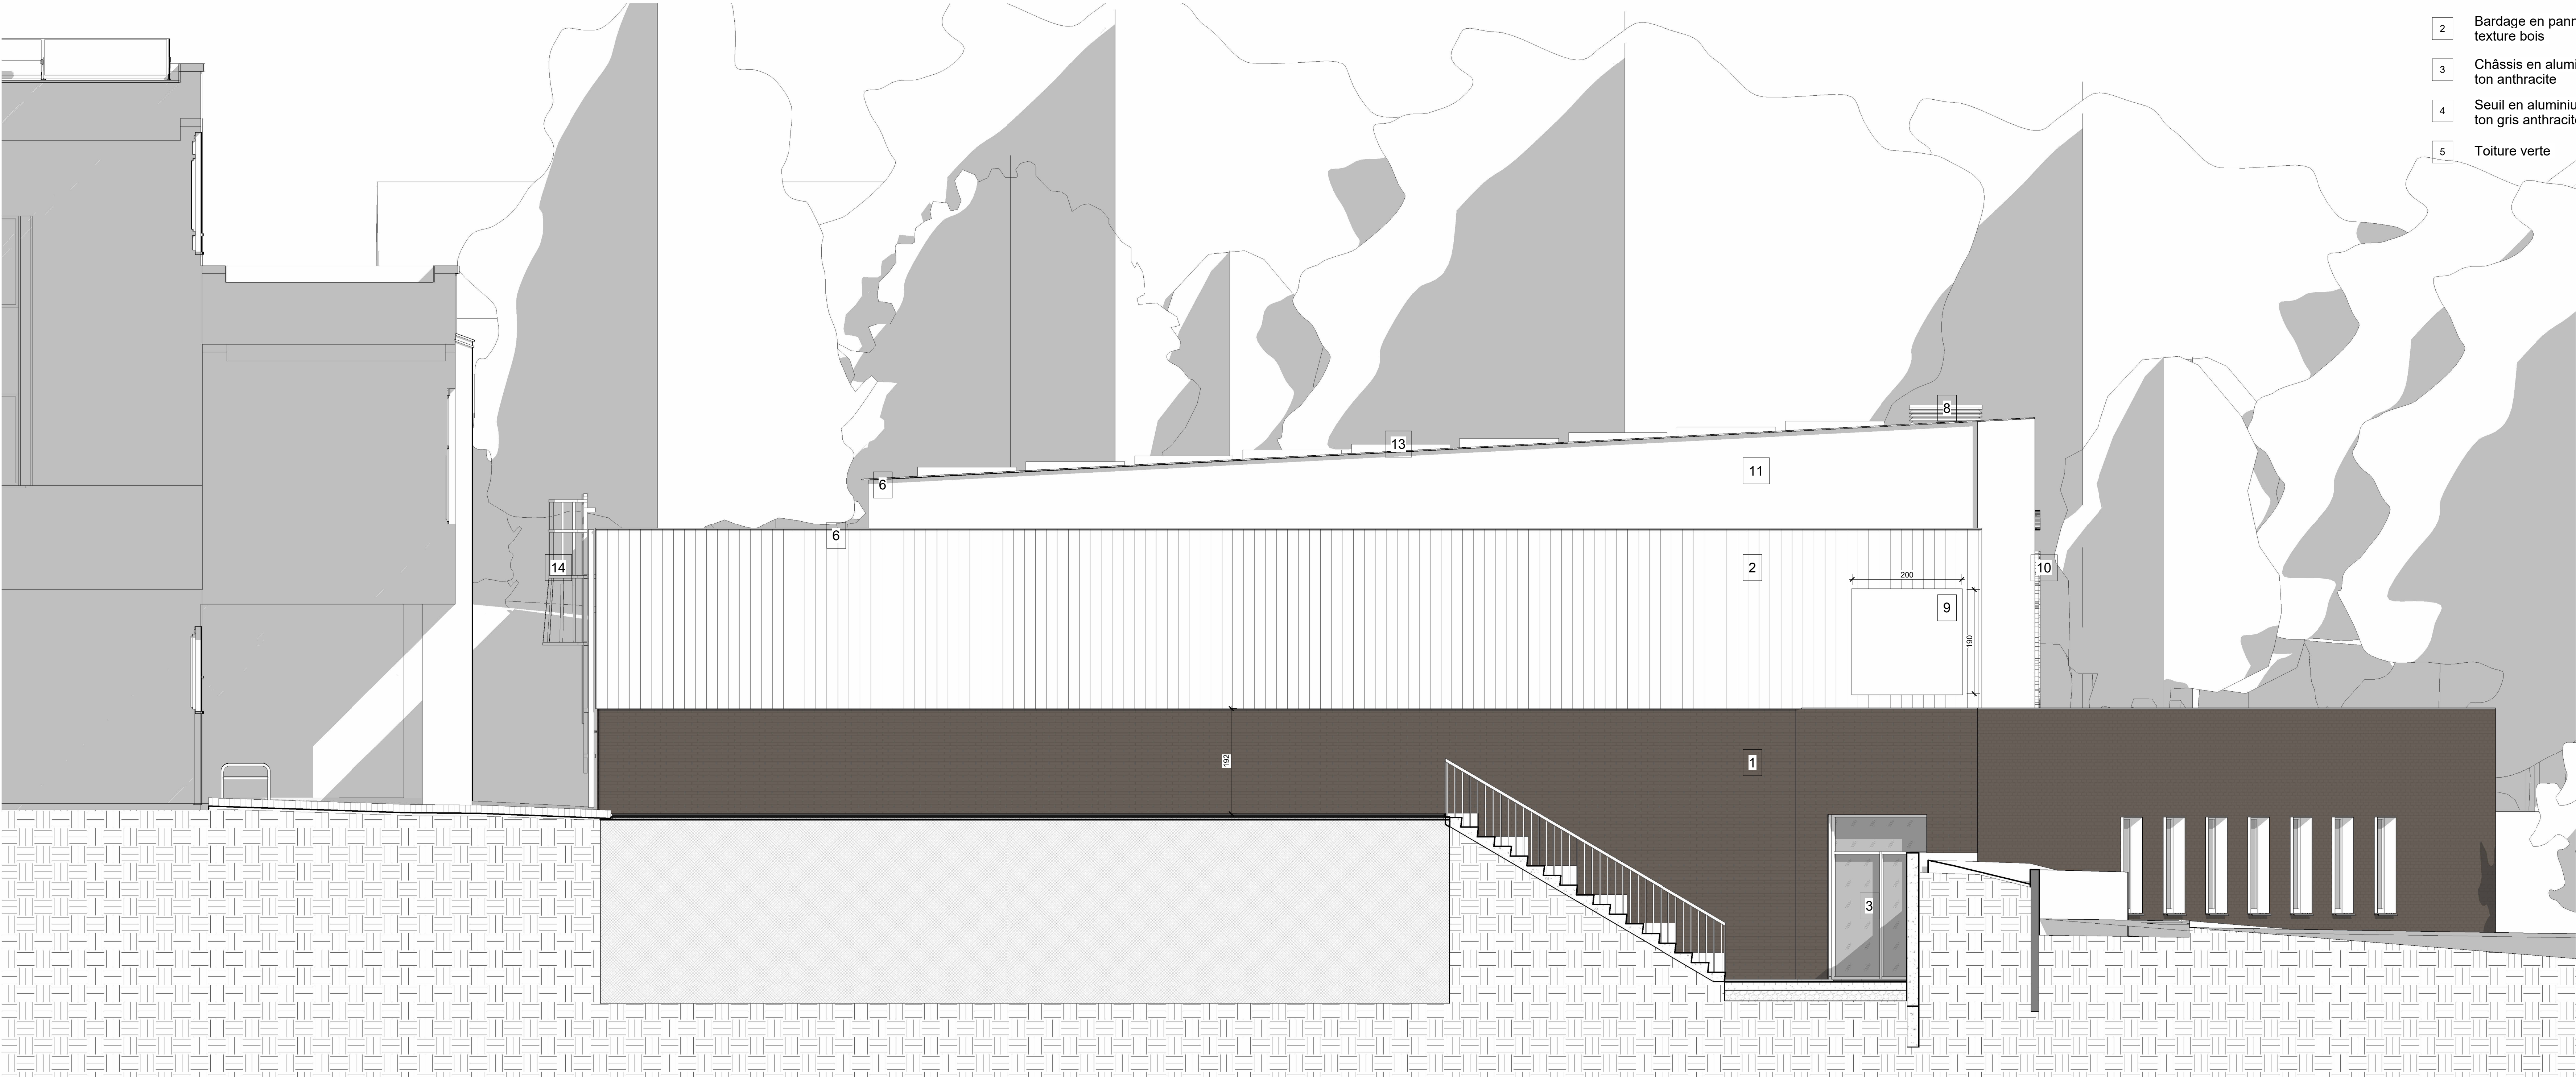 2 Bardage en pann
texture bois
3 Châssis en alumi
ton anthracite
4 Seuil en aluminiu
ton gris anthracite
5 Toiture verte
8
13
11
6
6
14
2
10
200
9
190
192
1
3